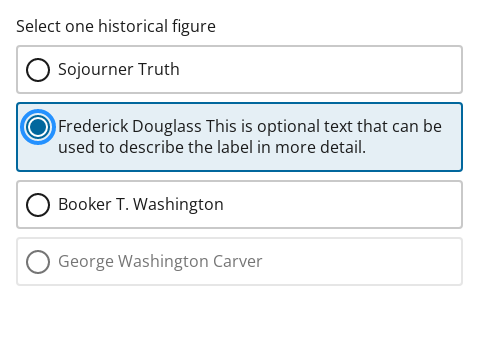 Select one historical figure
Sojourner Truth
Frederick Douglass This is optional text that can be
used to describe the label in more detail.
Booker T. Washington
George Washington Carver